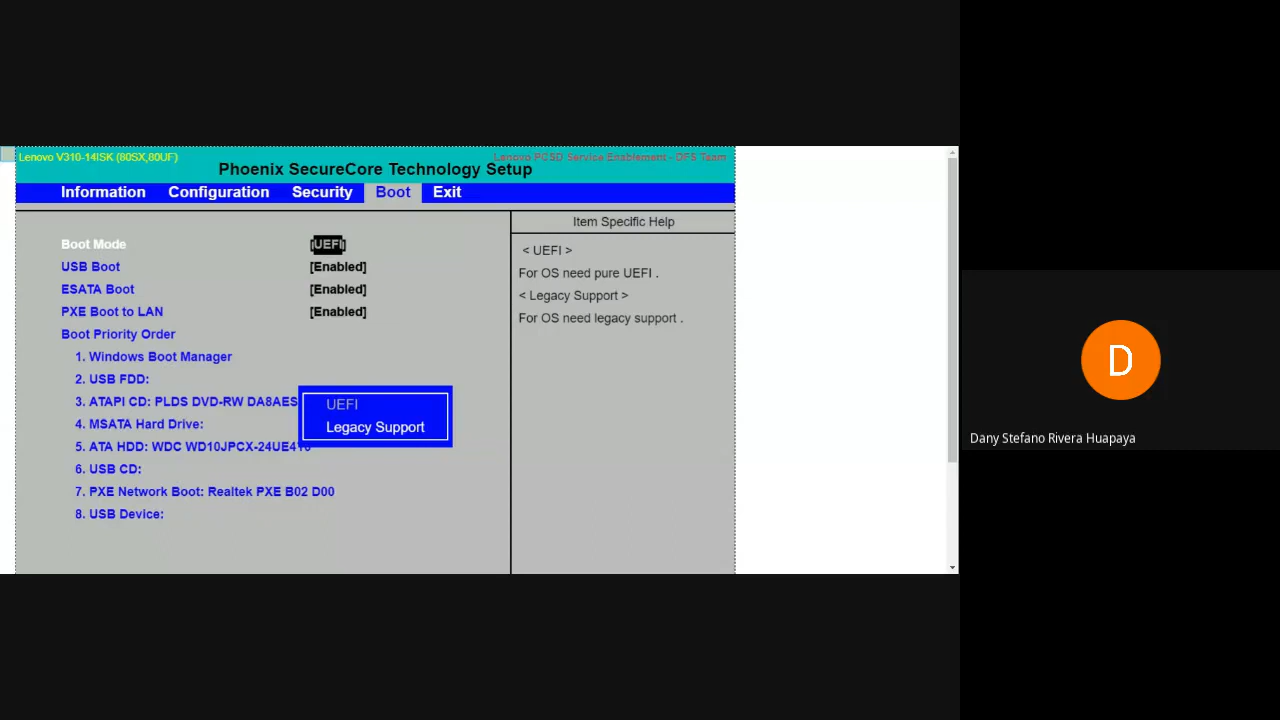 Lenovo V310-14ISK (80SX,80UF)
Lenovo PCSD Service Enablement - DFS Team
Phoenix SecureCore Technology Setup
Information Configuration Security Boot Exit
Item Specific Help
Boot Mode [UEFI]
USB Boot [Enabled]
ESATA Boot [Enabled]
PXE Boot to LAN [Enabled]
Boot Priority Order
1. Windows Boot Manager
2. USB FDD:
3. ATAPI CD: PLDS DVD-RW DA8AES
4. MSATA Hard Drive:
5. ATA HDD: WDC
6. USB CD:
7. PXE Network Boot: Realtek PXE B02 D00
8. USB Device:
UEFI
Legacy Support
< UEFI >
For OS need pure UEFI .
< Legacy Support >
For OS need legacy support .
D
Dany Stefano Rivera Huapaya